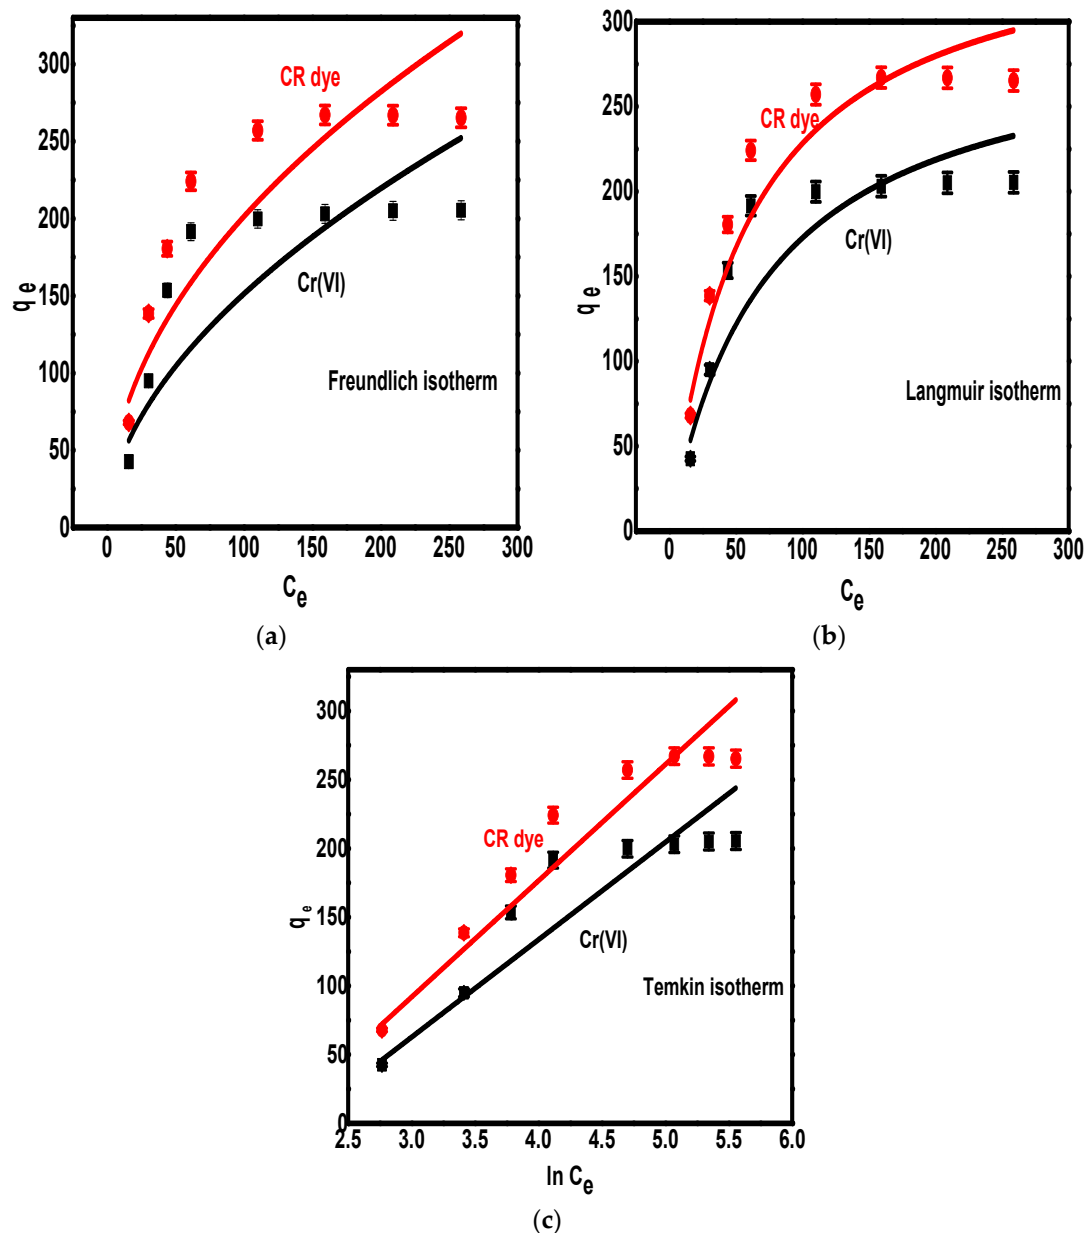 300
250
200
150
100
50
0
q e
CR dye
Cr(VI)
Freundlich isotherm
0 50 100 150 200 250 300
Ce
(a)
300
250
200
150
100
50
0
q e
CR dye
Cr(VI)
Langmuir isotherm
0 50 100 150 200 250 300
Ce
(b)
300
250
200
150
100
50
0
q e
CR dye
Cr(VI)
Temkin isotherm
2.5 3.0 3.5 4.0 4.5 5.0 5.5 6.0
ln Ce
(c)